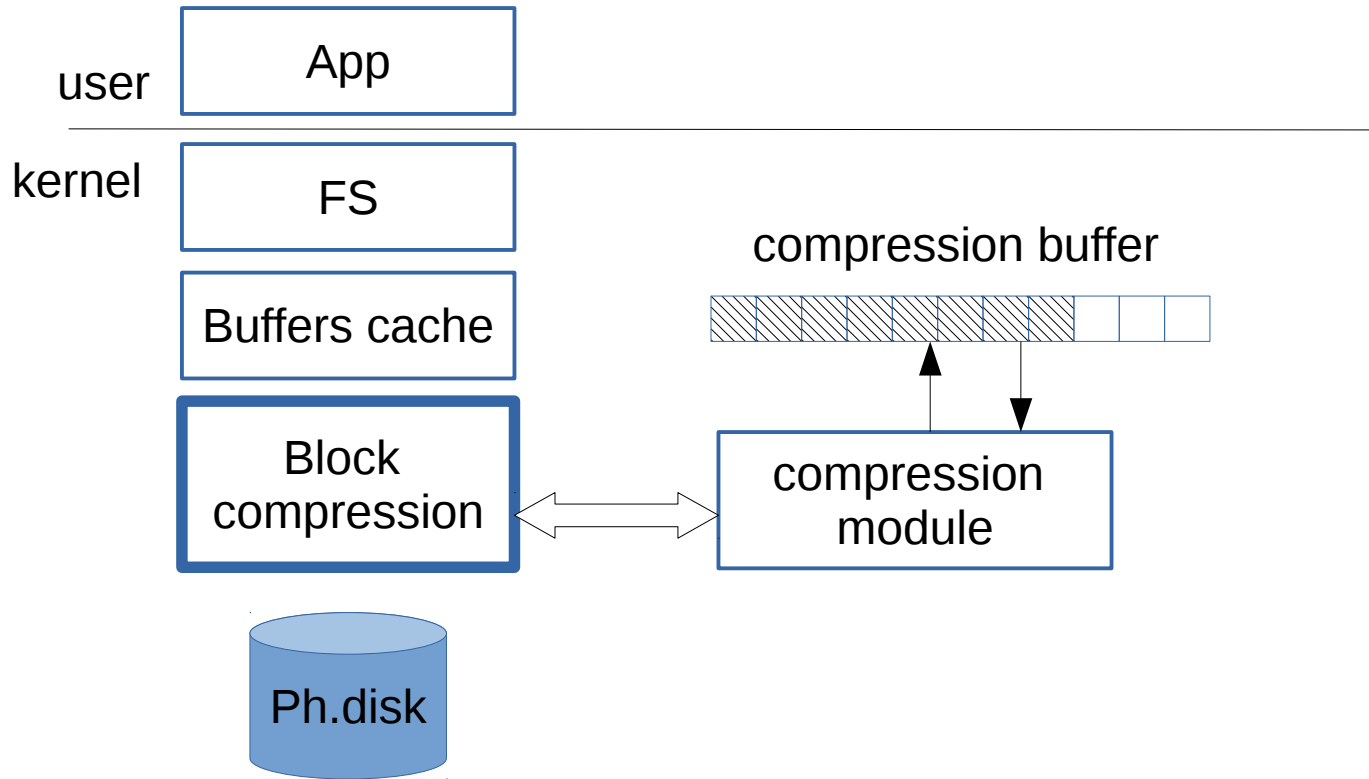 App
user
kernel
FS
compression buffer
Buffers cache
Block
compression
compression
module
Ph.disk